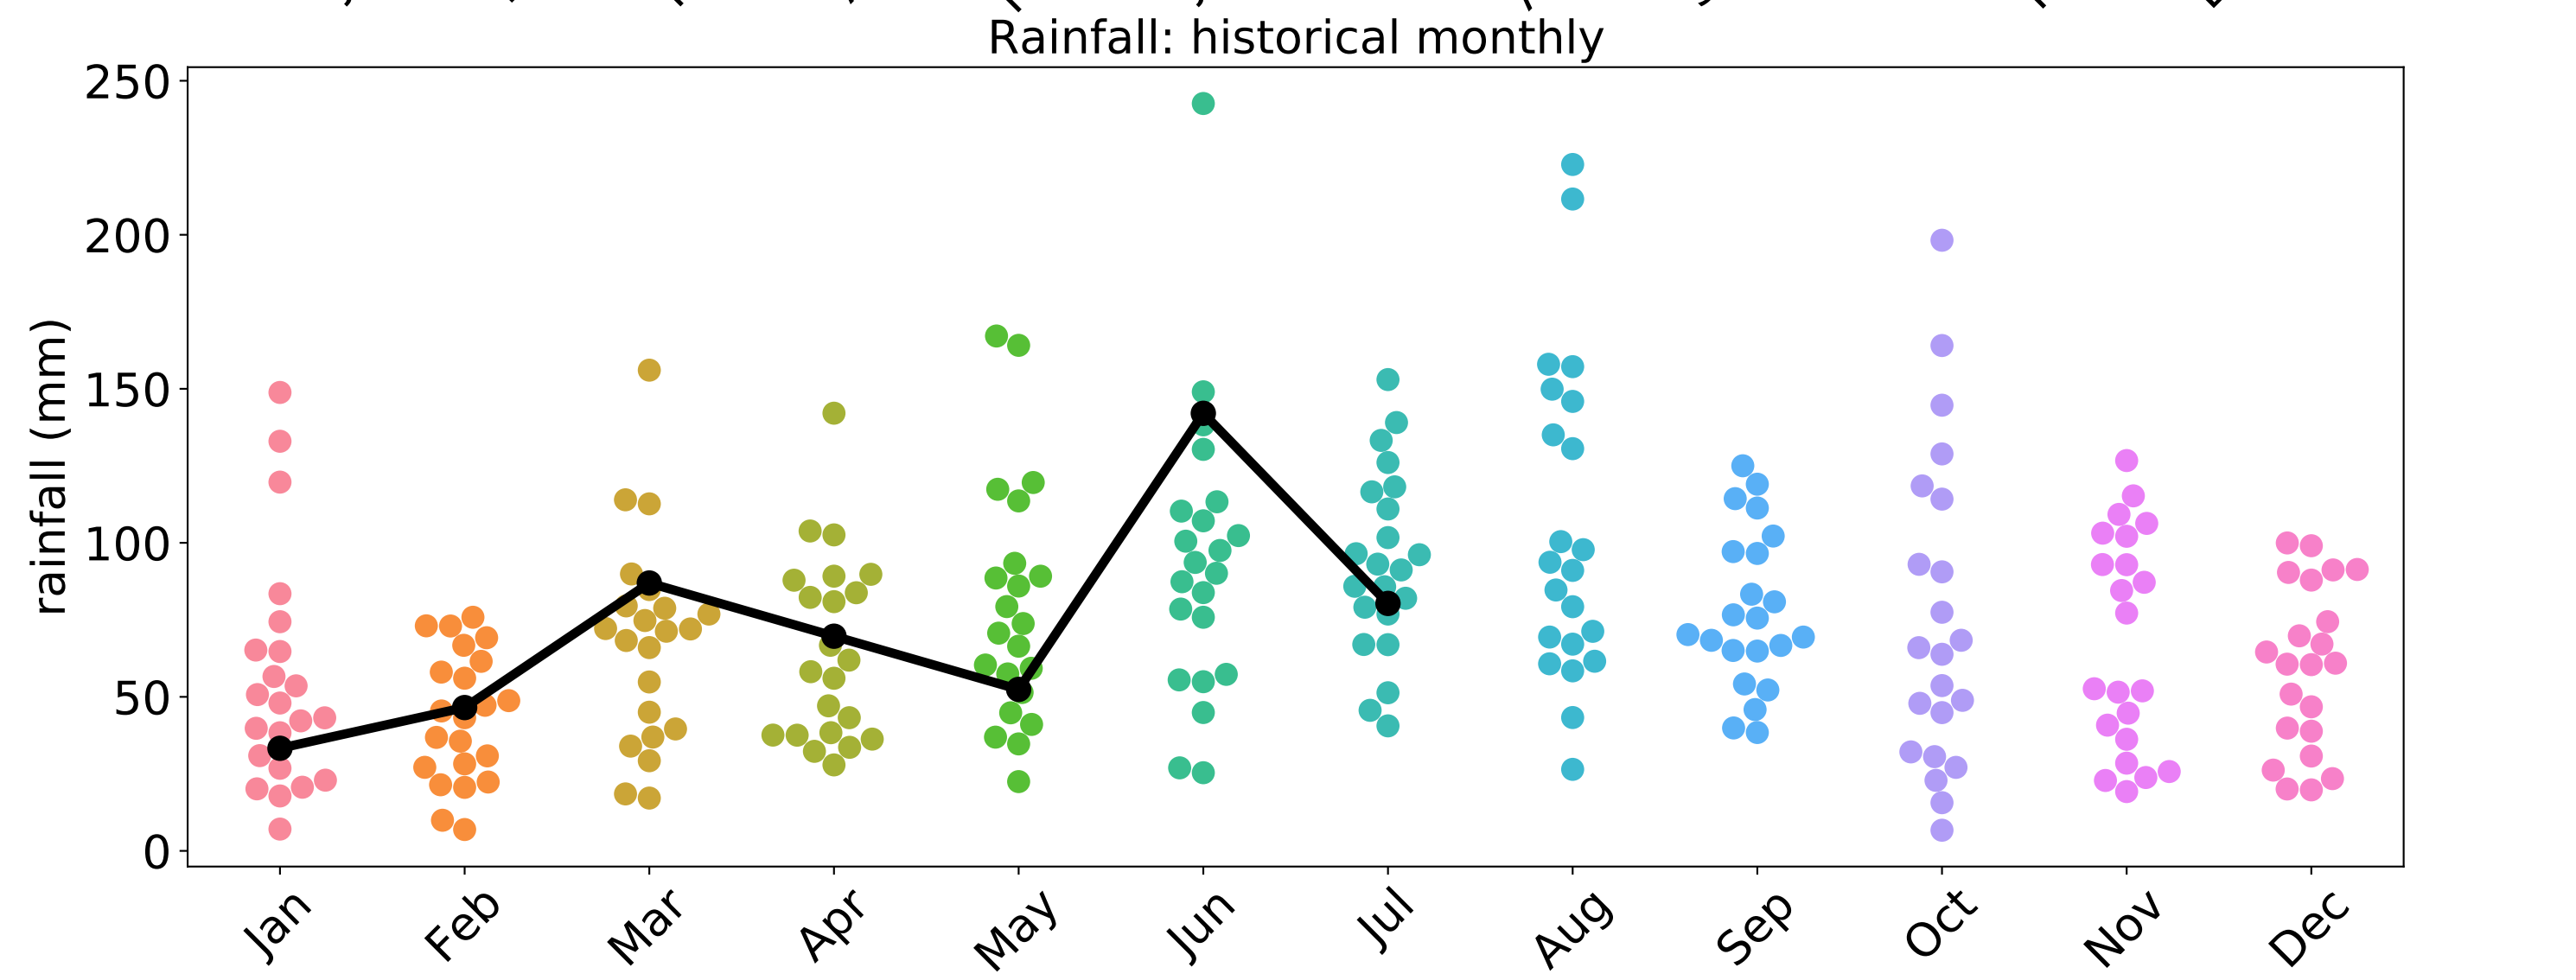 Rainfall: historical monthly
rainfall (mm)
250
200
150
100
50
0
Jan
Feb
Mar
Apr
May
Jun
Jul
Aug
Sep
Oct
Nov
Dec